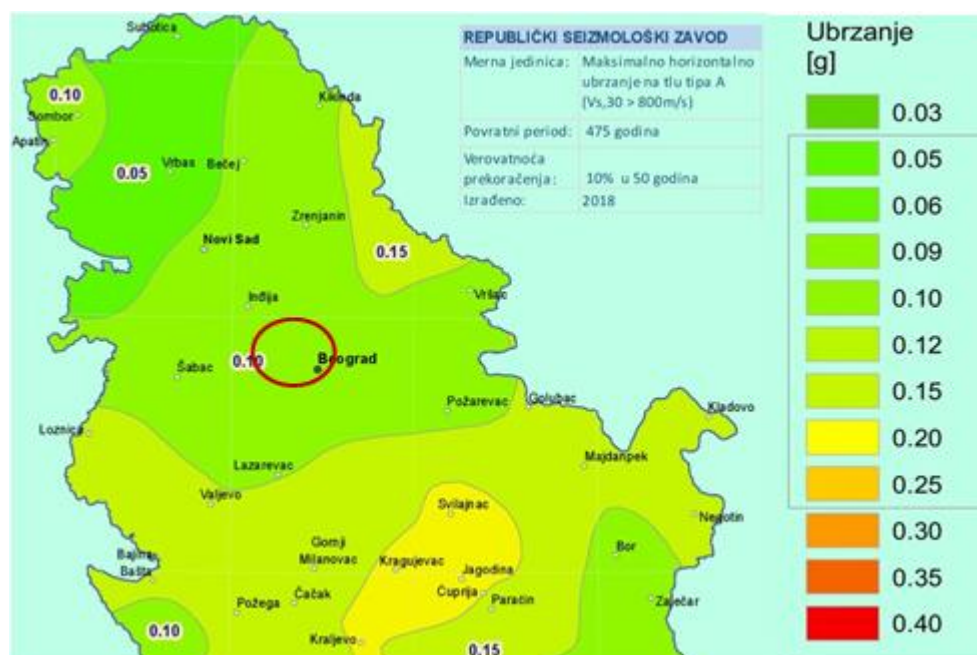 REPUBLIČKI SEIZMOLOŠKI ZAVOD
Merna jedinica: Maksimalno horizontalno
ubrzanje na tlu tipa A
(Vs,30 > 800m/s)
Povratni period: 475 godina
Verovatnoća
prekoračenja: 10% u 50 godina
Izrađeno: 2018
Ubrzanje
[g]
0.03
0.05
0.06
0.09
0.10
0.12
0.15
0.20
0.25
0.30
0.35
0.40
Subotica
0.10
Sombor
Kikinda
Apatin
0.05
Vrbas
Bečej
Zrenjanin
Novi Sad
0.15
Inđija
Vršac
0.10
Beograd
Šabac
Požarevac
Golubac
Kladovo
Loznica
Lazarevac
Majdanpek
Valjevo
Svilajnac
Negotin
Bajina
Bašta
Gornji
Milanovac
Kragujevac
Jagodina
Bor
Požega
Čačak
Ćuprija
Paraćin
Zaječar
0.10
Kraljevo
0.15